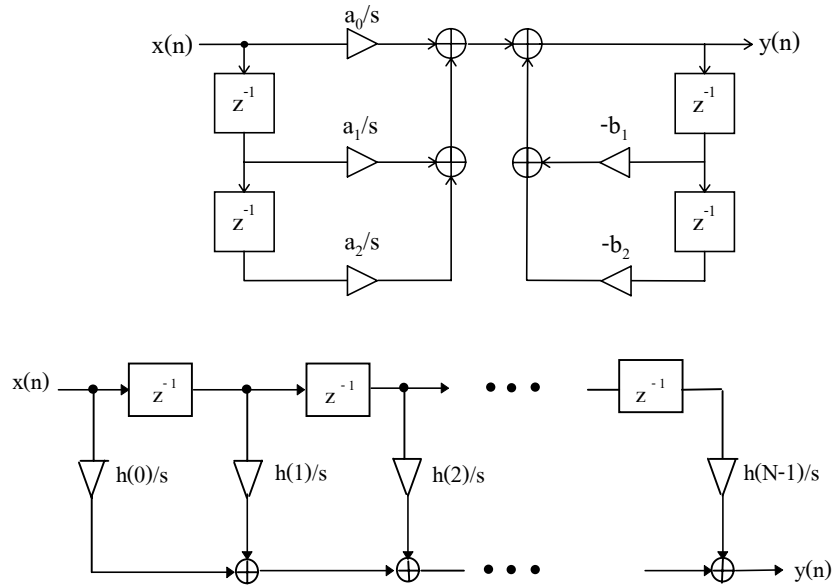 a₀/s
x(n) y(n)
z⁻¹ z⁻¹
a₁/s -b₁
z⁻¹ z⁻¹
a₂/s -b₂
x(n) z⁻¹ z⁻¹ • • • z⁻¹
h(0)/s h(1)/s h(2)/s h(N-1)/s
• • • y(n)